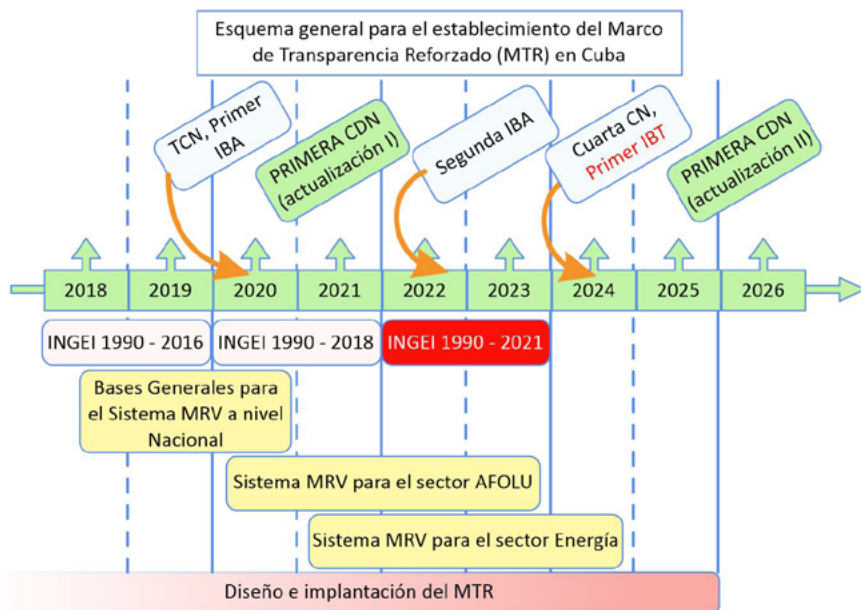 Esquema general para el establecimiento del Marco
de Transparencia Reforzado (MTR) en Cuba
TCN, Primer
IBA
PRIMERA CDN
(actualización I)
Segunda IBA
Cuarta CN,
Primer IBT
PRIMERA CDN
(actualización II)
2018
2019
2020
2021
2022
2023
2024
2025
2026
INGEI 1990 - 2016
INGEI 1990 - 2018
INGEI 1990 - 2021
Bases Generales para
el Sistema MRV a nivel
Nacional
Sistema MRV para el sector AFOLU
Sistema MRV para el sector Energía
Diseño e implantación del MTR